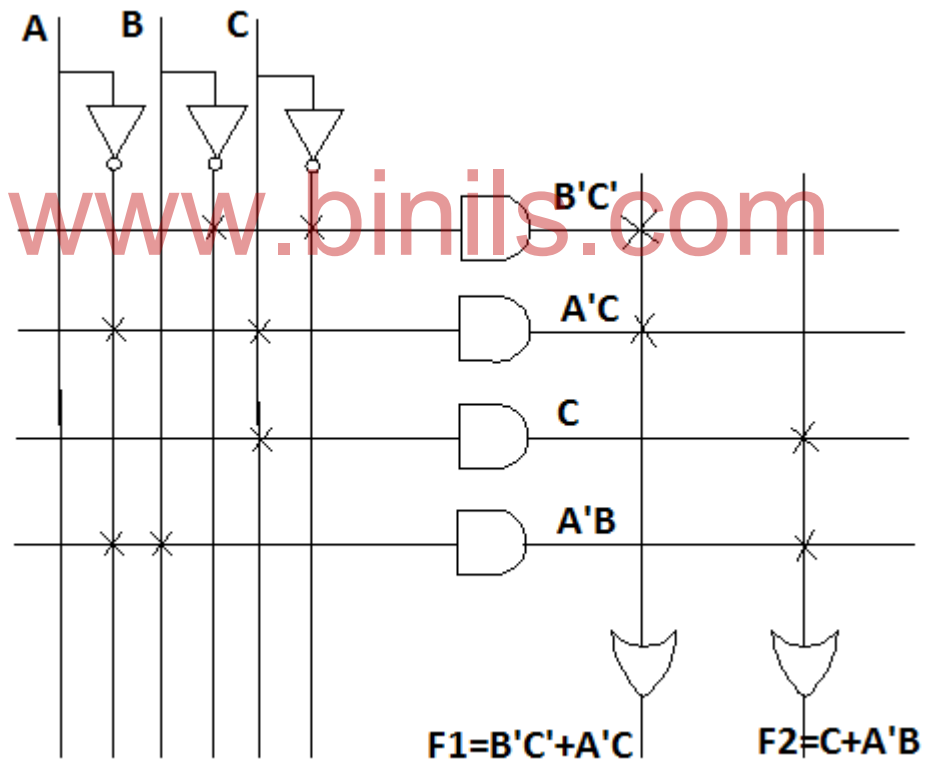 A B C
www.binils.com
B'C'
A'C
C
A'B
F1=B'C'+A'C
F2=C+A'B